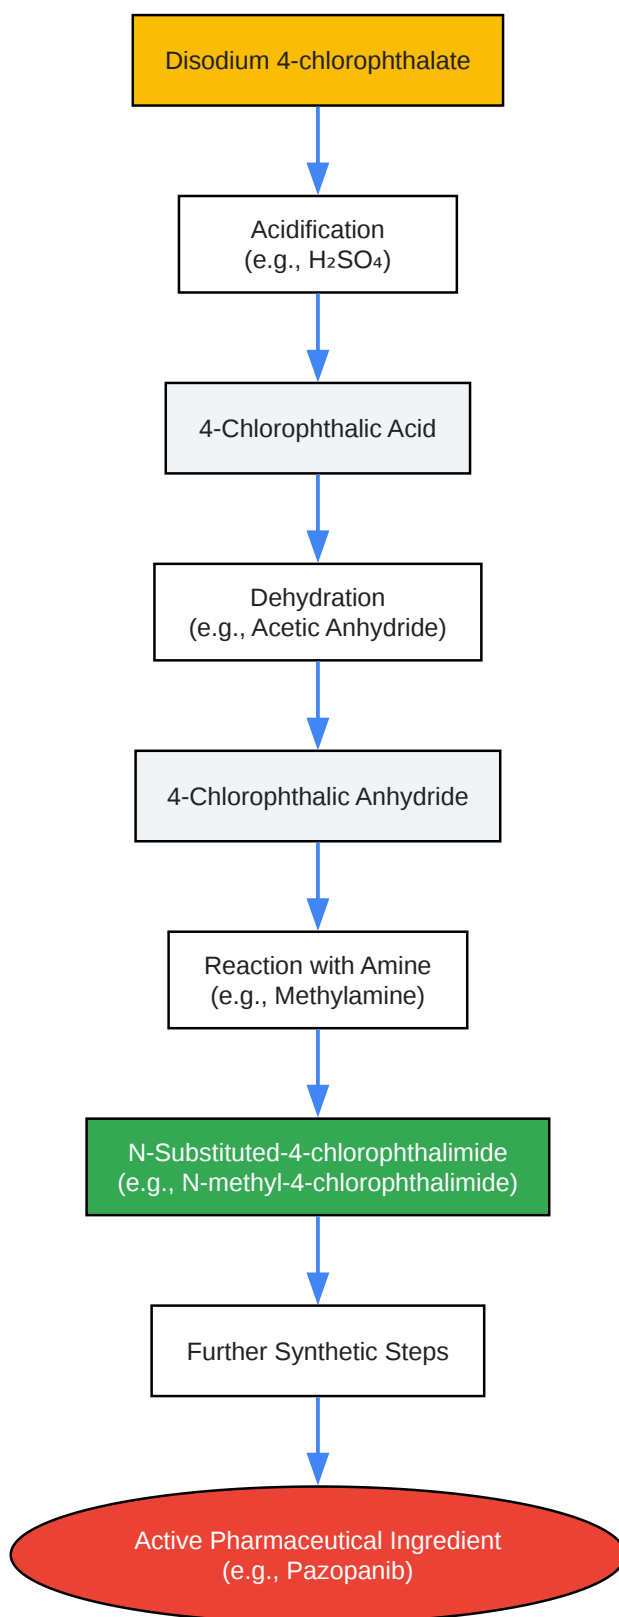 Disodium 4-chlorophthalate
Acidification
(e.g., H₂SO₄)
4-Chlorophthalic Acid
Dehydration
(e.g., Acetic Anhydride)
4-Chlorophthalic Anhydride
Reaction with Amine
(e.g., Methylamine)
N-Substituted-4-chlorophthalimide
(e.g., N-methyl-4-chlorophthalimide)
Further Synthetic Steps
Active Pharmaceutical Ingredient
(e.g., Pazopanib)